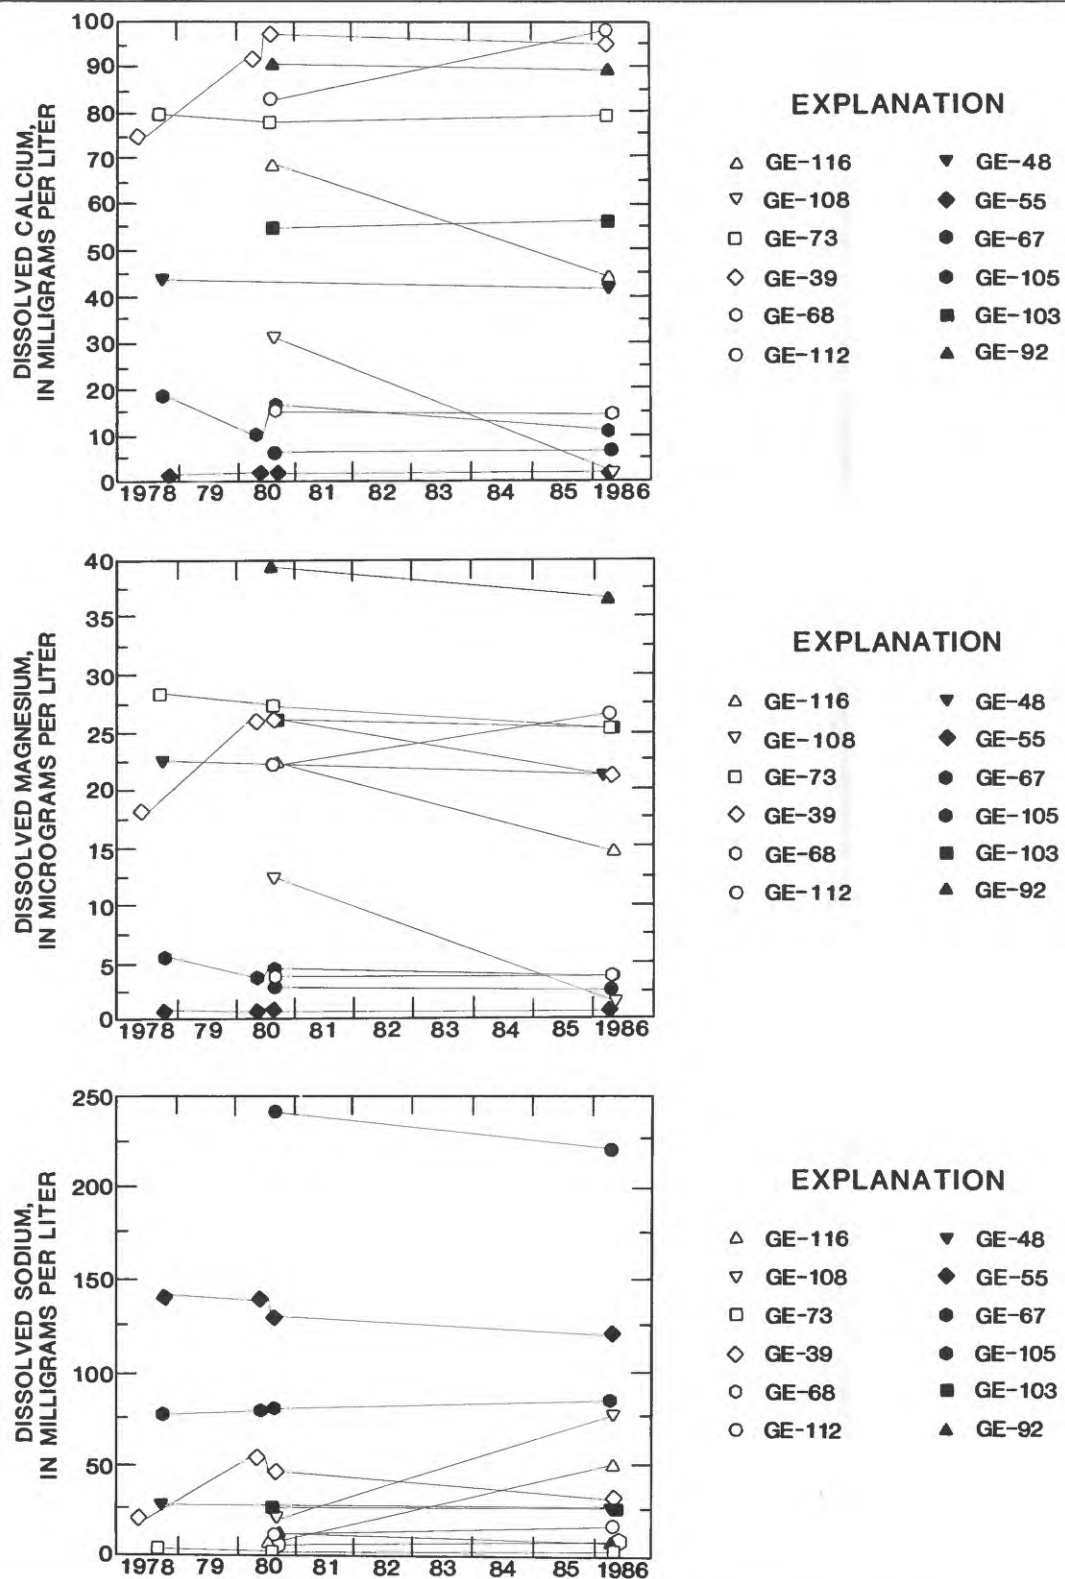 DISSOLVED CALCIUM,
IN MILLIGRAMS PER LITER
100
90
80
70
60
50
40
30
20
10
0
1978 79 80 81 82 83 84 85 1986
EXPLANATION
GE-116 GE-48
GE-108 GE-55
GE-73 GE-67
GE-39 GE-105
GE-68 GE-103
GE-112 GE-92
DISSOLVED MAGNESIUM,
IN MICROGRAMS PER LITER
40
35
30
25
20
15
10
5
0
1978 79 80 81 82 83 84 85 1986
EXPLANATION
GE-116 GE-48
GE-108 GE-55
GE-73 GE-67
GE-39 GE-105
GE-68 GE-103
GE-112 GE-92
DISSOLVED SODIUM,
IN MILLIGRAMS PER LITER
250
200
150
100
50
0
1978 79 80 81 82 83 84 85 1986
EXPLANATION
GE-116 GE-48
GE-108 GE-55
GE-73 GE-67
GE-39 GE-105
GE-68 GE-103
GE-112 GE-92